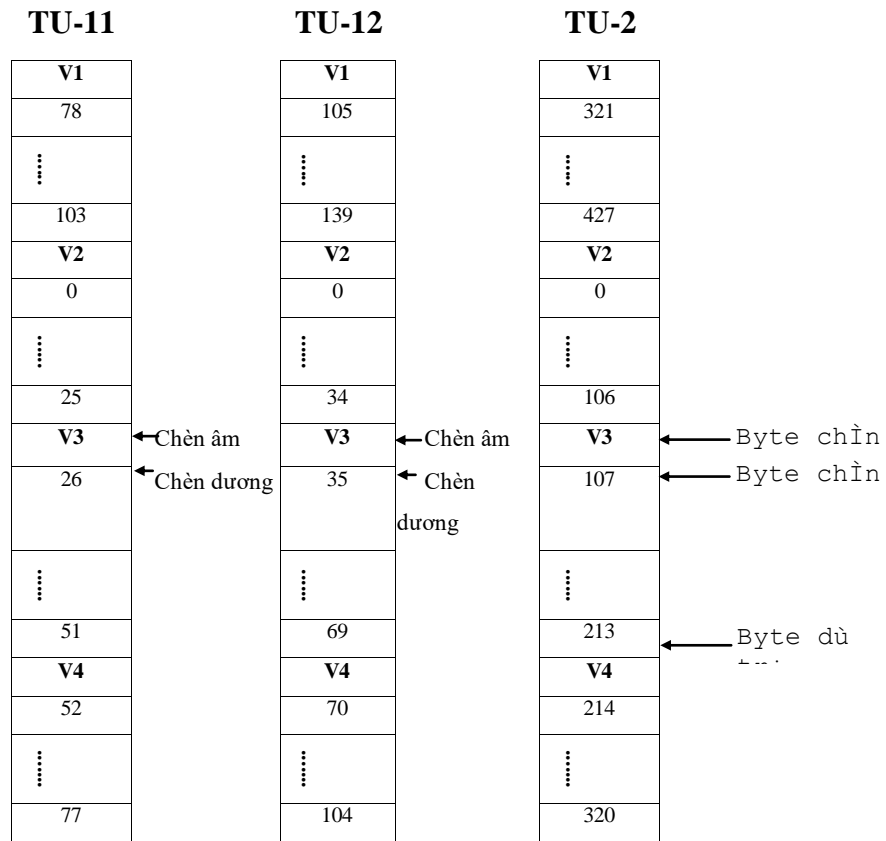 TU-11 TU-12 TU-2
V1 V1 V1
78 105 321
103 139 427
V2 V2 V2
0 0 0
25 34 106
V3 Chèn âm V3 Chèn âm V3 Byte chÌn
26 Chèn dương 35 Chèn 107 Byte chÌn
dương
51 69 213 Byte dù
V4 V4 V4
52 70 214
77 104 320